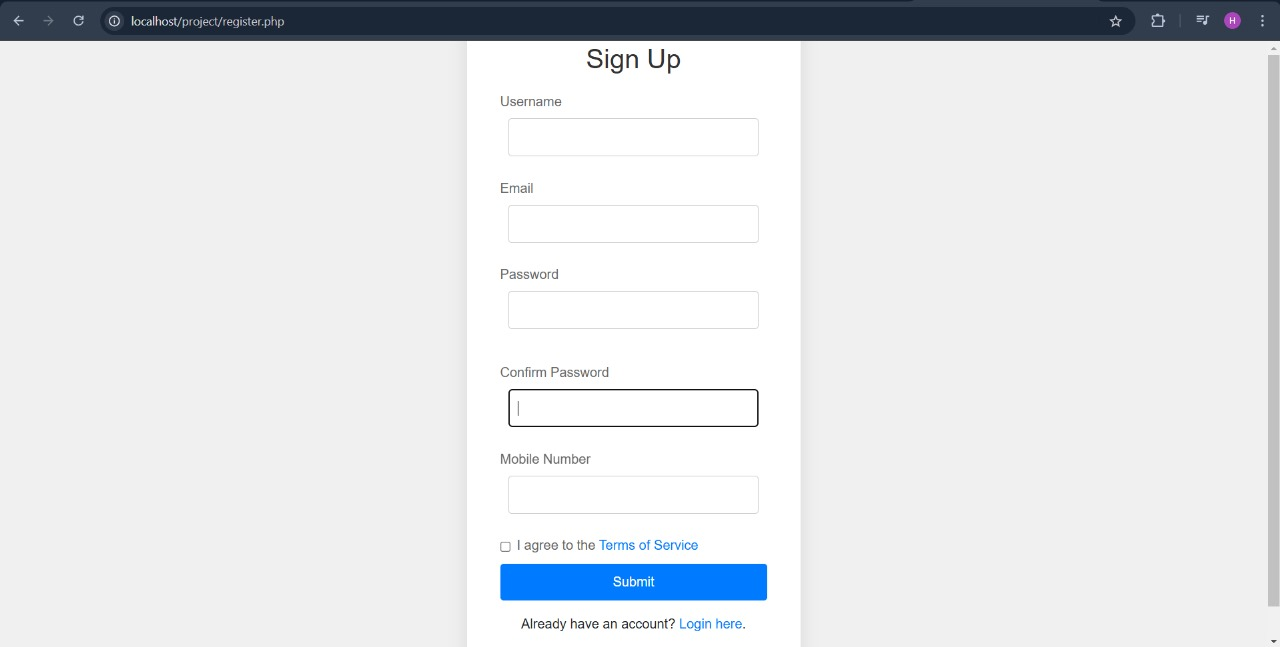 localhost/project/register.php
H
Sign Up
Username
Email
Password
Confirm Password
Mobile Number
I agree to the Terms of Service
Submit
Already have an account? Login here.